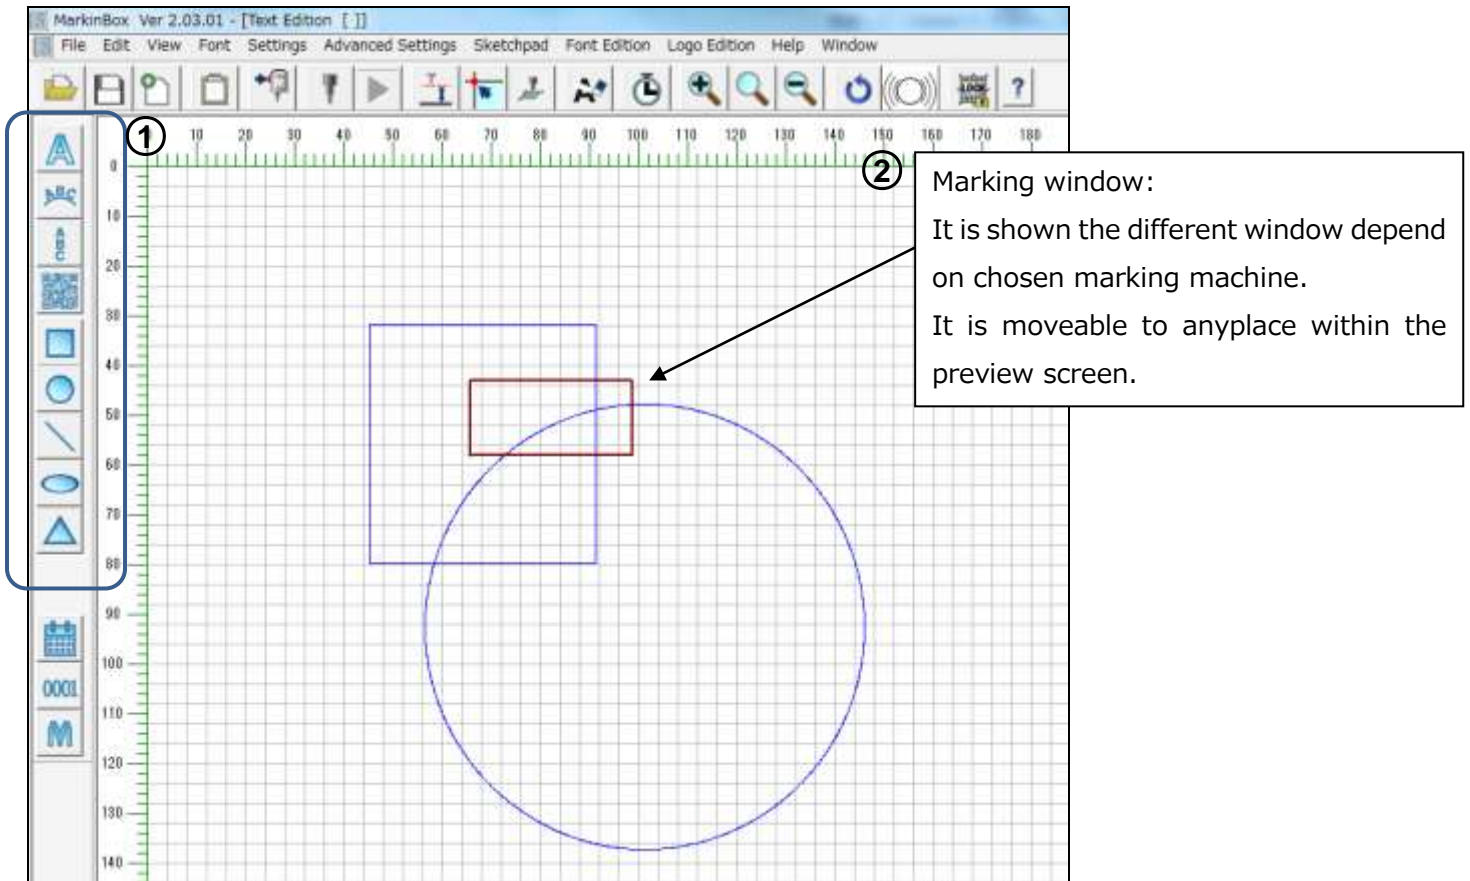 MarkinBox Ver 2.03.01 - [Text Edition [ ]]
File Edit View Font Settings Advanced Settings Sketchpad Font Edition Logo Edition Help Window
LOCK ?
① 10 20 30 40 50 60 70 80 90 100 110 120 130 140 150 160 170 180
② Marking window:
It is shown the different window depend
on chosen marking machine.
It is moveable to anyplace within the
preview screen.
A
ABC
ABC
0
10
20
30
40
50
60
70
80
90
100
0001
110
M
120
130
140